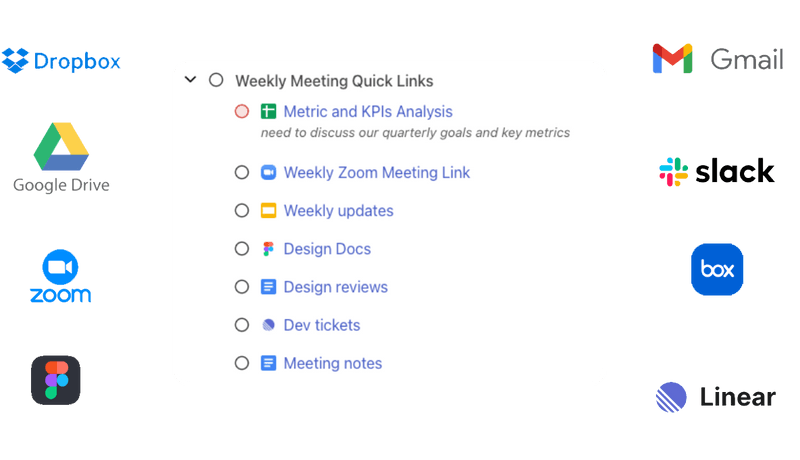 Dropbox
Google Drive
zoom
Weekly Meeting Quick Links
Metric and KPIs Analysis
need to discuss our quarterly goals and key metrics
Weekly Zoom Meeting Link
Weekly updates
Design Docs
Design reviews
Dev tickets
Meeting notes
Gmail
slack
box
Linear